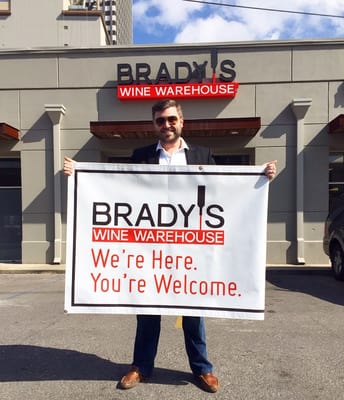 BRADY'S
WINE WAREHOUSE
BRADY'S
WINE WAREHOUSE
We're Here.
You're Welcome.